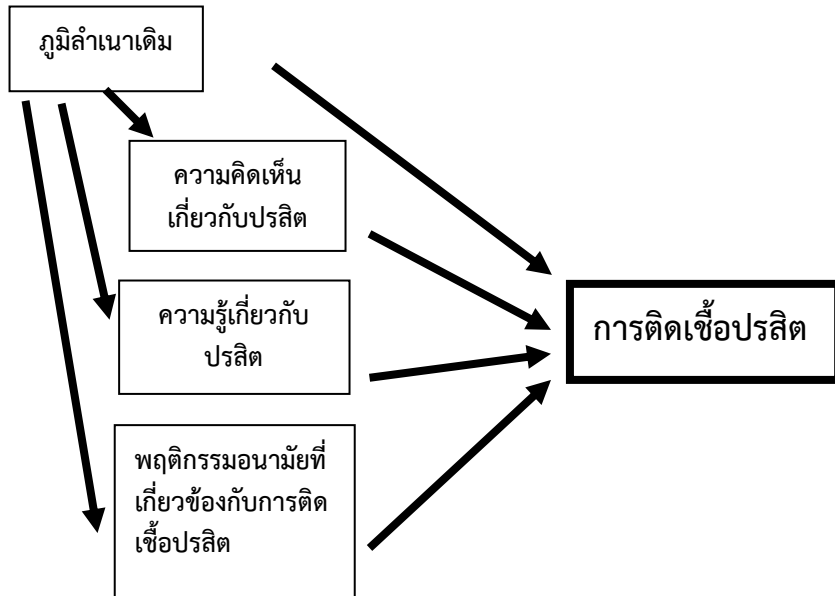 ภูมิลำเนาเดิม
ความคิดเห็น
เกี่ยวกับปรสิต
ความรู้เกี่ยวกับ
ปรสิต
การติดเชื้อปรสิต
พฤติกรรมอนามัยที่
เกี่ยวข้องกับการติด
เชื้อปรสิต